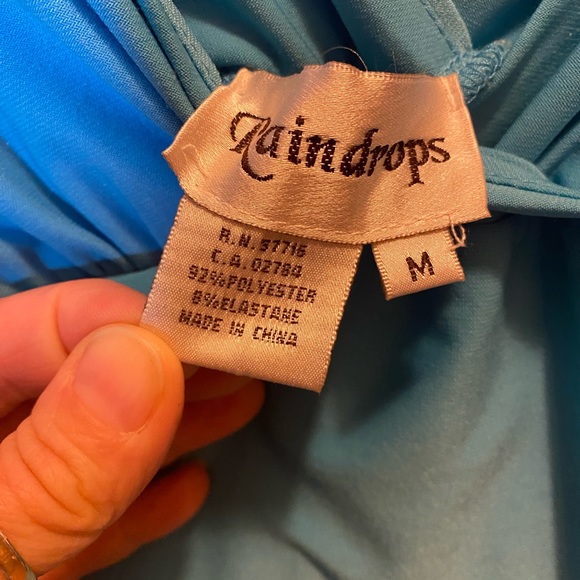 Raindrops
R.N. 57716
C.A. 02784
92%POLYESTER
8%ELASTANE
MADE IN CHINA
M